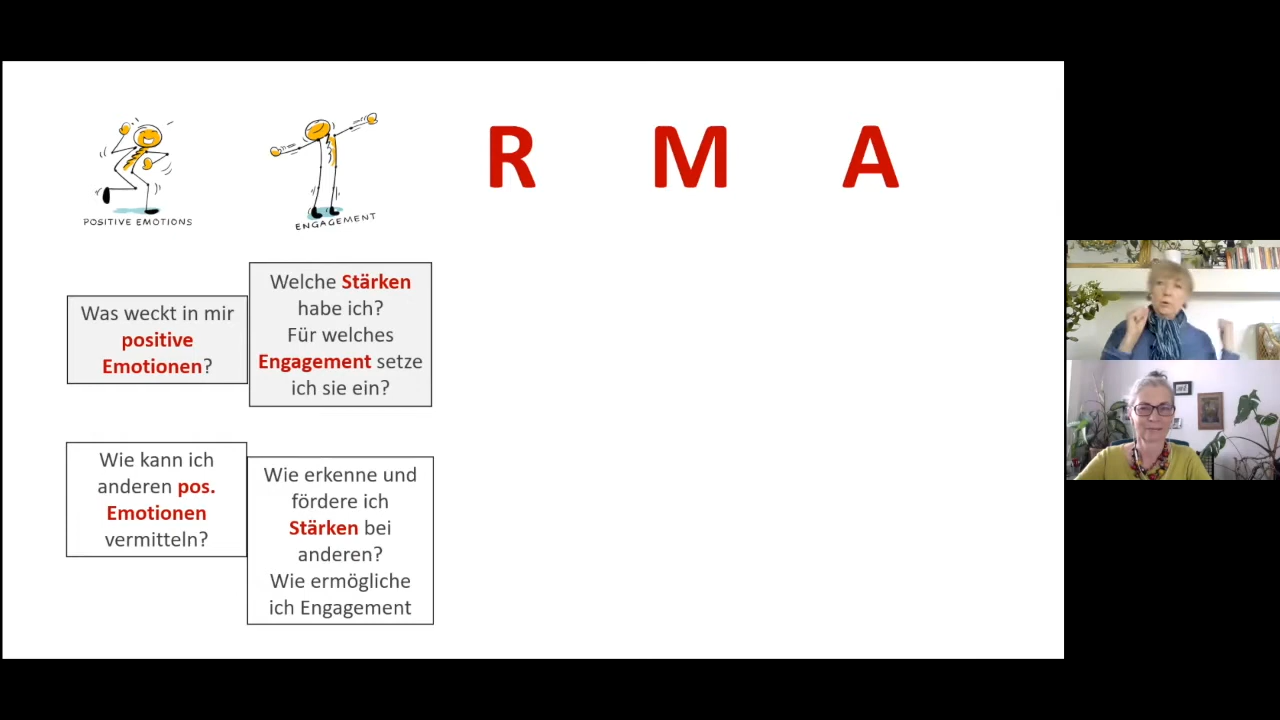 R M A
POSITIVE EMOTIONS
ENGAGEMENT
Was weckt in mir
positive
Emotionen?
Welche Stärken
habe ich?
Für welches
Engagement setze
ich sie ein?
Wie kann ich
anderen pos.
Emotionen
vermitteln?
Wie erkenne und
fördere ich
Stärken bei
anderen?
Wie ermögliche
ich Engagement